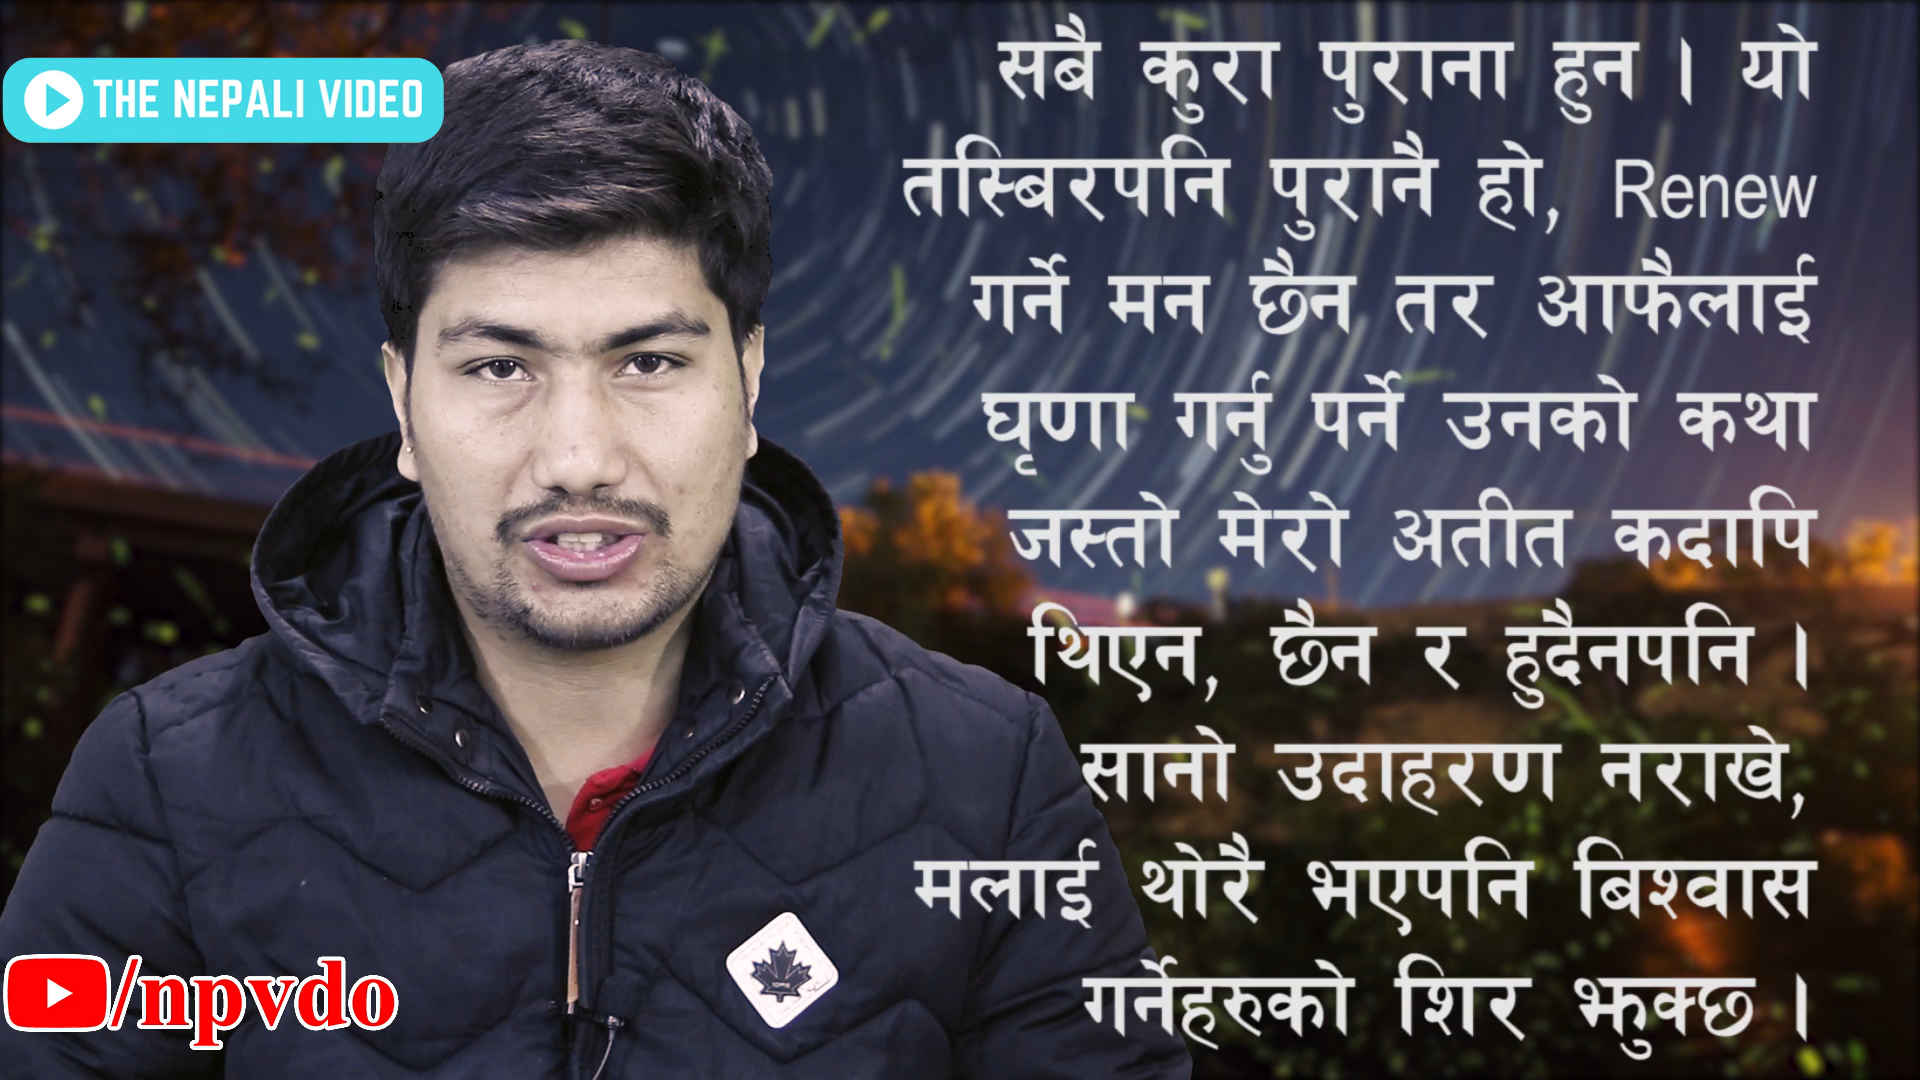 THE NEPALI VIDEO
सबै कुरा पुराना हुन । यो
तस्बिरपनि पुरानै हो, Renew
गर्ने मन छैन तर आफैलाई
घृणा गर्नु पर्ने उनको कथा
जस्तो मेरो अतीत कदापि
थिएन, छैन र हुदैनपनि ।
सानो उदाहरण नराखे,
मलाई थोरै भएपनि बिश्वास
गर्नेहरुको शिर झुक्छ ।
/npvdo